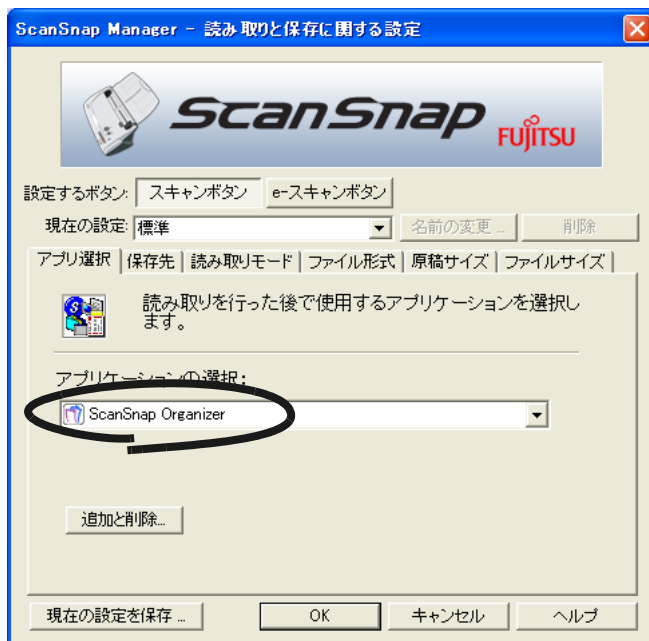 ScanSnap Manager - 読み取りと保存に関する設定
ScanSnap
FUJITSU
設定するボタン: スキャンボタン e-スキャンボタン
現在の設定: 標準 名前の変更 ... 削除
アプリ選択 保存先 読み取りモード ファイル形式 原稿サイズ ファイルサイズ
読み取りを行った後で使用するアプリケーションを選択し
ます。
アプリケーションの選択:
ScanSnap Organizer
追加と削除...
現在の設定を保存 ... OK キャンセル ヘルプ